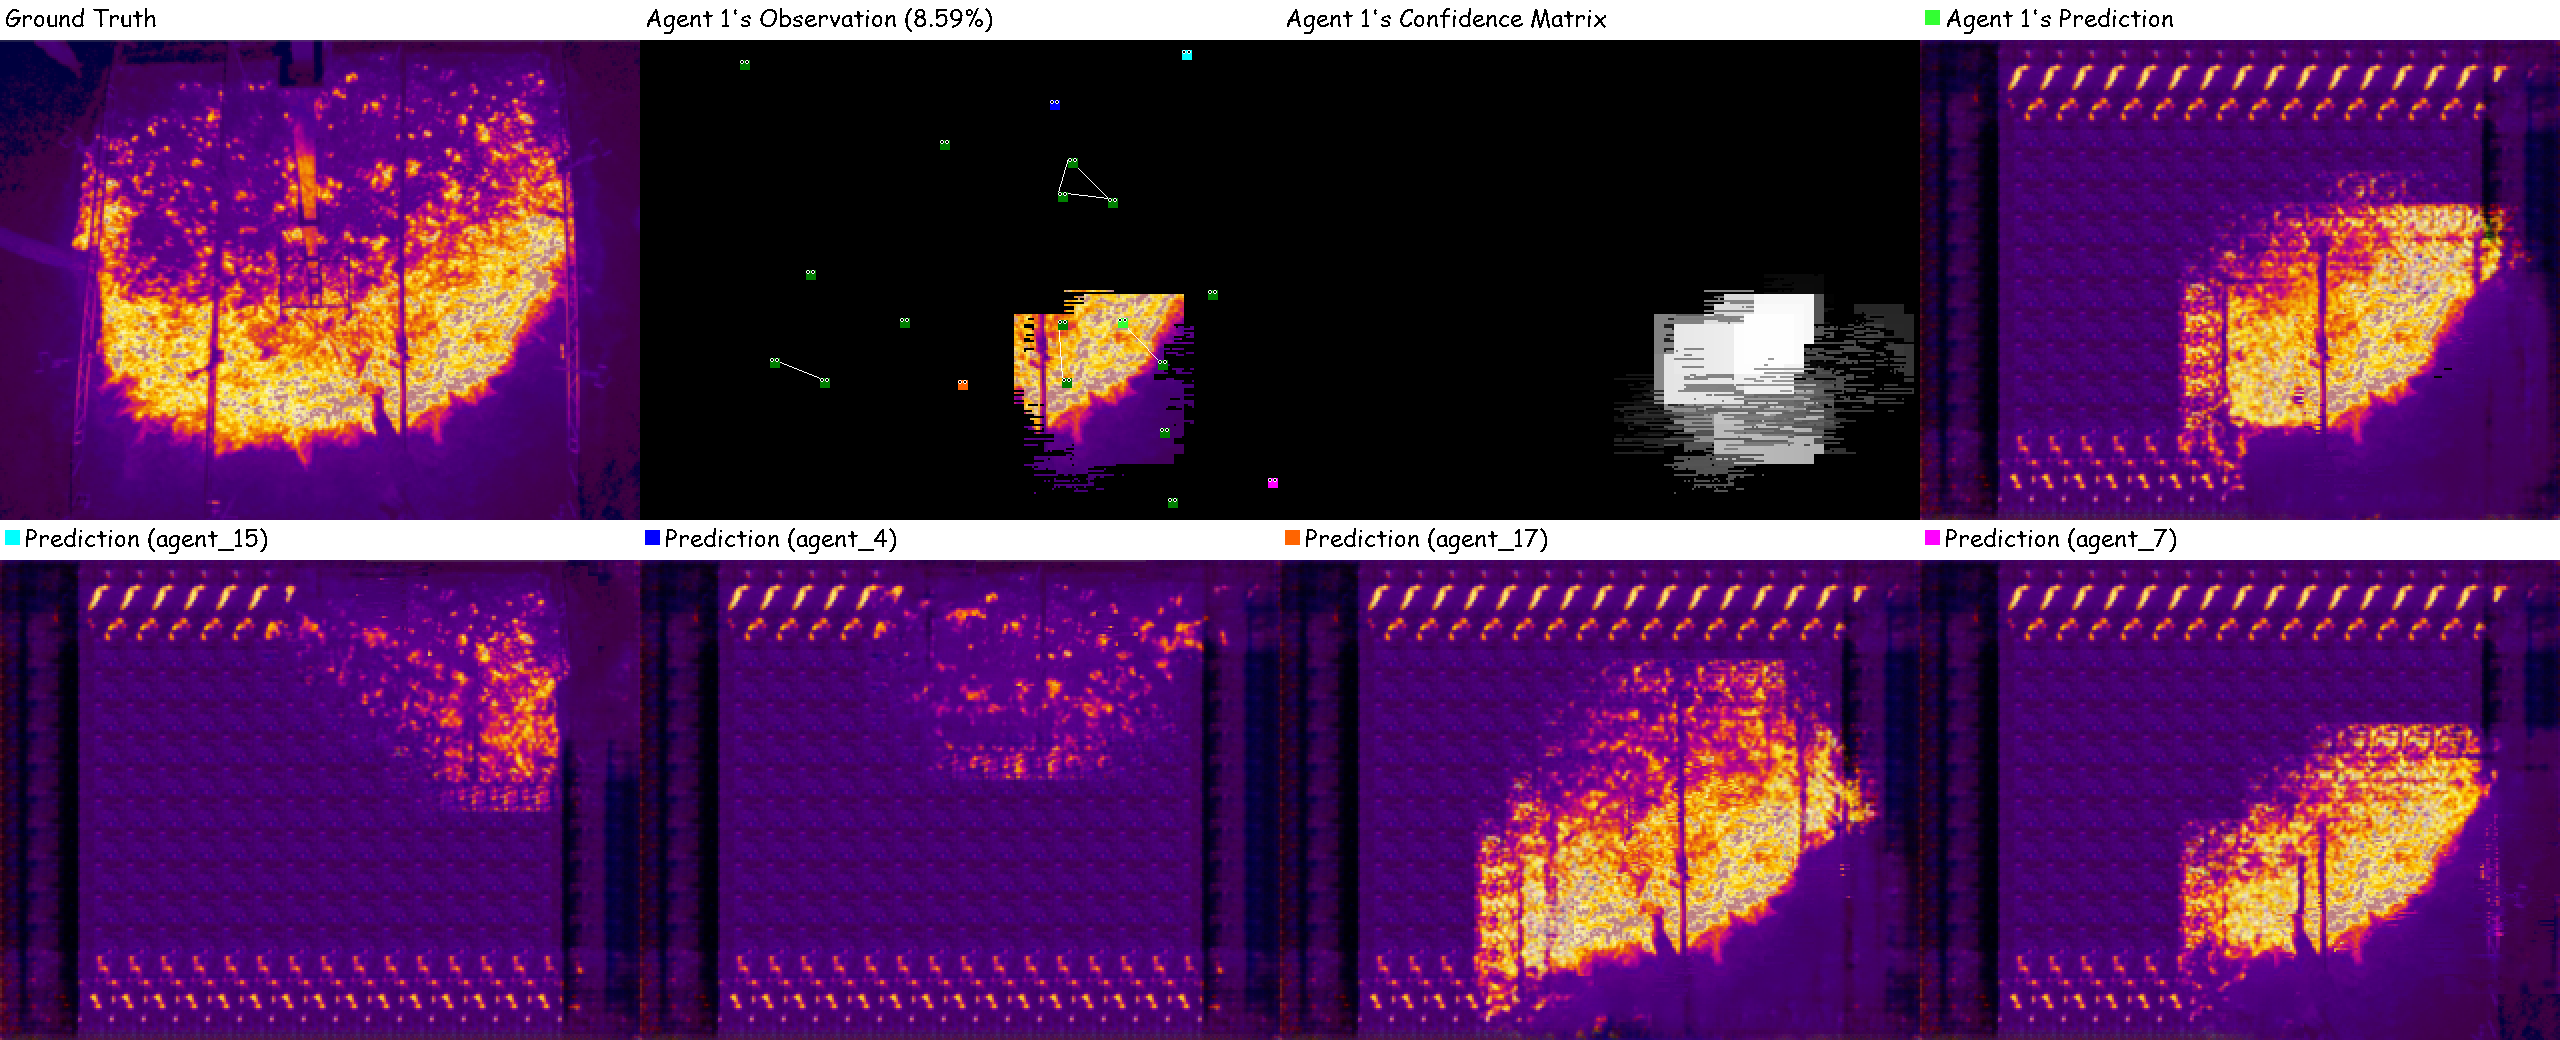 Ground Truth
Agent 1's Observation (8.59%)
Agent 1's Confidence Matrix
Agent 1's Prediction
Prediction (agent_15)
Prediction (agent_4)
Prediction (agent_17)
Prediction (agent_7)